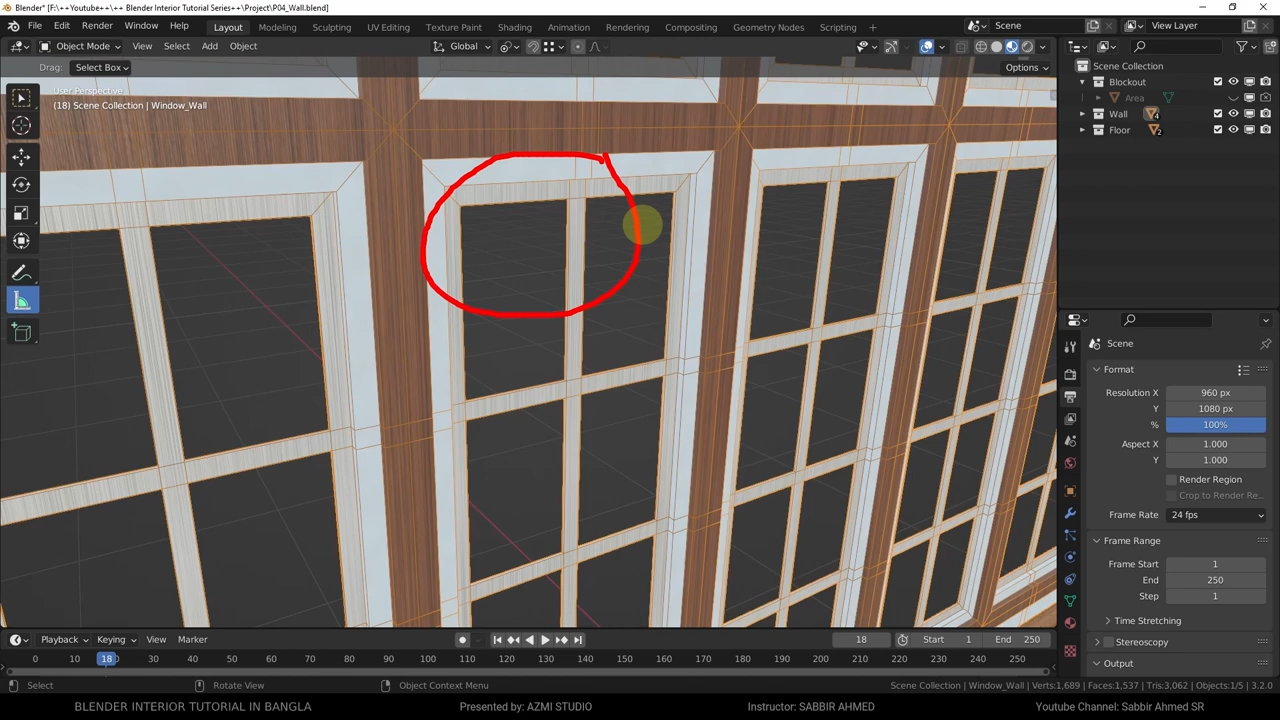 Blender* [F:\++Youtube\++ Blender Interior Tutorial Series++\Project\P04_Wall.blend]
File Edit Render Window Help Layout Modeling Sculpting UV Editing Texture Paint Shading Animation Rendering Compositing Geometry Nodes Scripting Scene View Layer
Object Mode View Select Add Object Global
Drag: Select Box Options
User Perspective
(18) Scene Collection | Window_Wall
Scene Collection
Blockout
Area
Wall 4
Floor 2
Scene
Format
Resolution X 960 px
Y 1080 px
% 100%
Aspect X 1.000
Y 1.000
Render Region
Crop to Render Re...
Frame Rate 24 fps
Frame Range
Frame Start 1
End 250
Step 1
Time Stretching
Stereoscopy
Output
Playback Keying View Marker 18 Start 1 End 250
0 10 18 30 40 50 60 70 80 90 100 110 120 130 140 150 160 170 180 190 200 210 220 230 240 250
Select Rotate View Object Context Menu Scene Collection | Window_Wall | Verts:1,689 | Faces:1,537 | Tris:3,062 | Objects:1/5 | 3.2.0
BLENDER INTERIOR TUTORIAL IN BANGLA Presented by: AZMI STUDIO Instructor: SABBIR AHMED Youtube Channel: Sabbir Ahmed SR